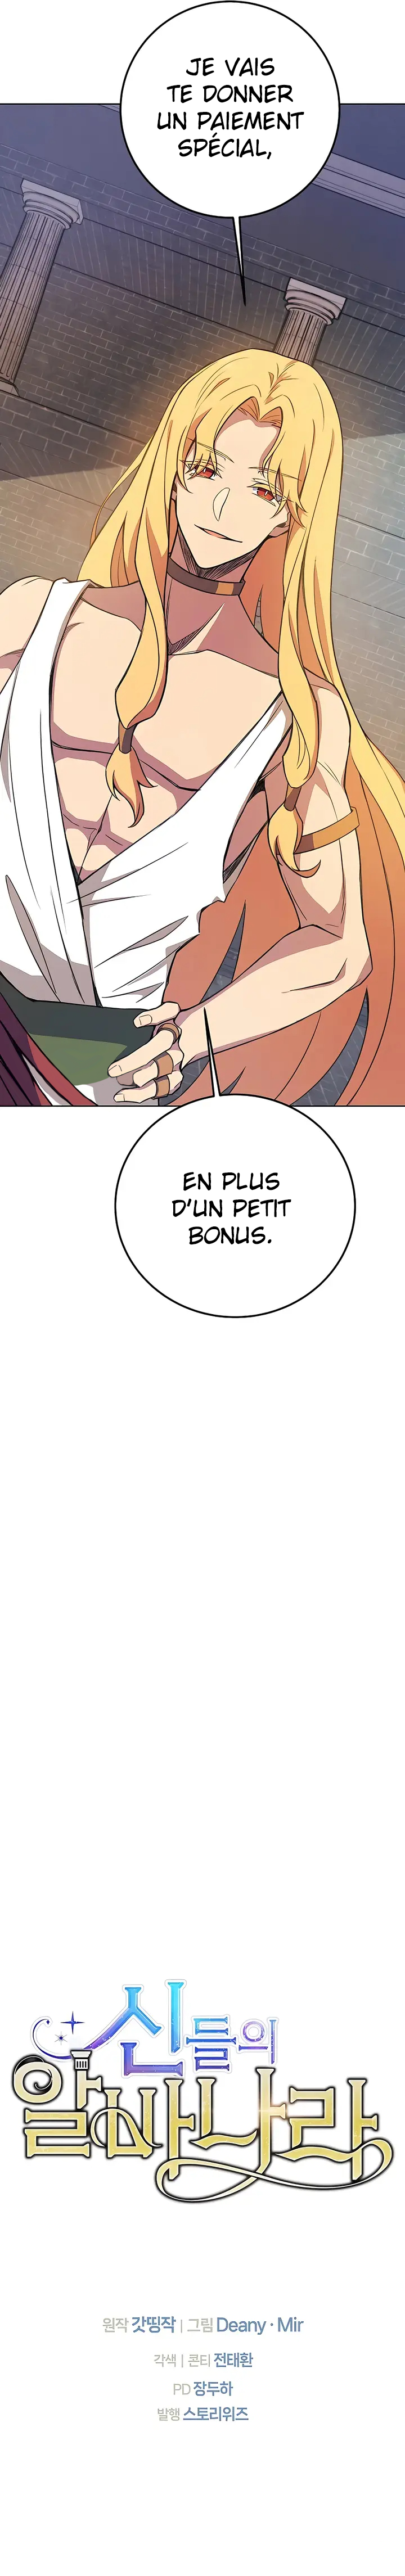 JE VAIS
TE DONNER
UN PAIEMENT
SPÉCIAL,
EN PLUS
D'UN PETIT
BONUS.
신들의
알바나라
원작 갓띵작 | 그림 Deany · Mir
각색 | 콘티 전태환
PD 장두하
발행 스토리위즈